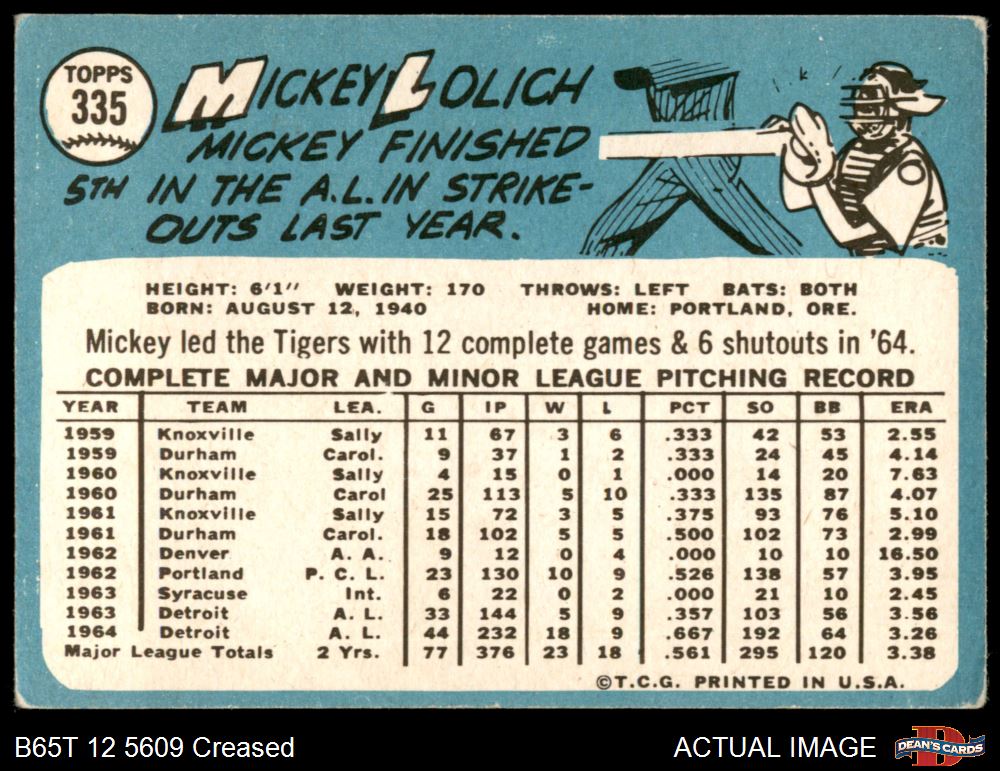 TOPPS
335
MICKEY LOLICH
MICKEY FINISHED
5TH IN THE A.L. IN STRIKE-
OUTS LAST YEAR.
HEIGHT: 6'1" WEIGHT: 170 THROWS: LEFT BATS: BOTH
BORN: AUGUST 12, 1940 HOME: PORTLAND, ORE.
Mickey led the Tigers with 12 complete games & 6 shutouts in '64.
COMPLETE MAJOR AND MINOR LEAGUE PITCHING RECORD
YEAR TEAM LEA. G IP W L PCT SO BB ERA
1959 Knoxville Sally 11 67 3 6 .333 42 53 2.55
1959 Durham Carol. 9 37 1 2 .333 24 45 4.14
1960 Knoxville Sally 4 15 0 1 .000 14 20 7.63
1960 Durham Carol 25 113 5 10 .333 135 87 4.07
1961 Knoxville Sally 15 72 3 5 .375 93 76 5.10
1961 Durham Carol. 18 102 5 5 .500 102 73 2.99
1962 Denver A. A. 9 12 0 4 .000 10 10 16.50
1962 Portland P. C. L. 23 130 10 9 .526 138 57 3.95
1963 Syracuse Int. 6 22 0 2 .000 21 10 2.45
1963 Detroit A. L. 33 144 5 9 .357 103 56 3.56
1964 Detroit A. L. 44 232 18 9 .667 192 64 3.26
Major League Totals 2 Yrs. 77 376 23 18 .561 295 120 3.38
©T.C.G. PRINTED IN U.S.A.
B65T 12 5609 Creased ACTUAL IMAGE
D
DEAN'S CARDS